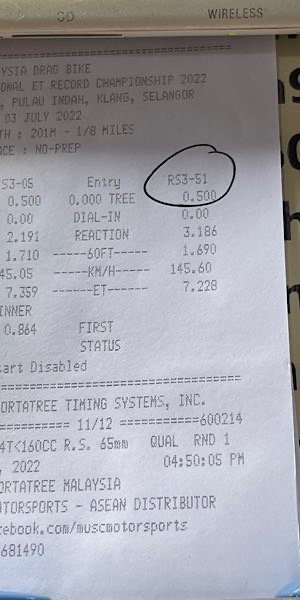 WIRELESS
YSIA DRAG BIKE
ONAL ET RECORD CHAMPIONSHIP 2022
, PULAU INDAH, KLANG, SELANGOR
03 JULY 2022
TH : 201M - 1/8 MILES
ACE : NO-PREP
S3-05 Entry RS3-51
0.500 0.000 TREE 0.500
0.00 DIAL-IN 0.00
2.191 REACTION 3.186
1.710 -----60FT----- 1.690
45.05 -----KM/H----- 145.60
7.359 -------ET------ 7.228
INNER
0.864 FIRST
STATUS
tart Disabled
ORTATREE TIMING SYSTEMS, INC.
========== 11/12 ===========600214
4T<160CC R.S. 65mm QUAL RND 1
, 2022 04:50:05 PM
ORTATREE MALAYSIA
OTORSPORTS - ASEAN DISTRIBUTOR
cebook.com/muscmotorsports
681490